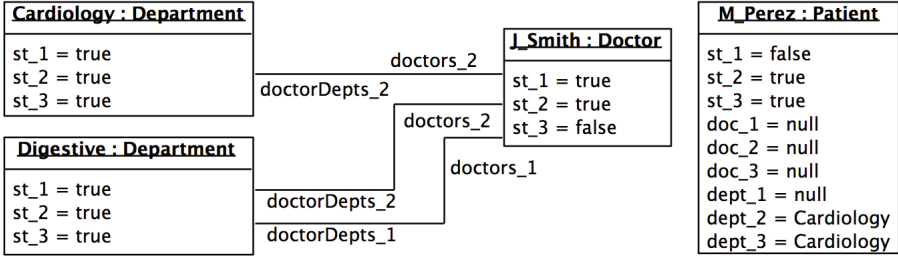 Cardiology : Department
st_1 = true
st_2 = true
st_3 = true
doctors_2
doctorDepts_2
J_Smith : Doctor
st_1 = true
st_2 = true
st_3 = false
doctors_2
doctors_1
Digestive : Department
st_1 = true
st_2 = true
st_3 = true
doctorDepts_2
doctorDepts_1
M_Perez : Patient
st_1 = false
st_2 = true
st_3 = true
doc_1 = null
doc_2 = null
doc_3 = null
dept_1 = null
dept_2 = Cardiology
dept_3 = Cardiology